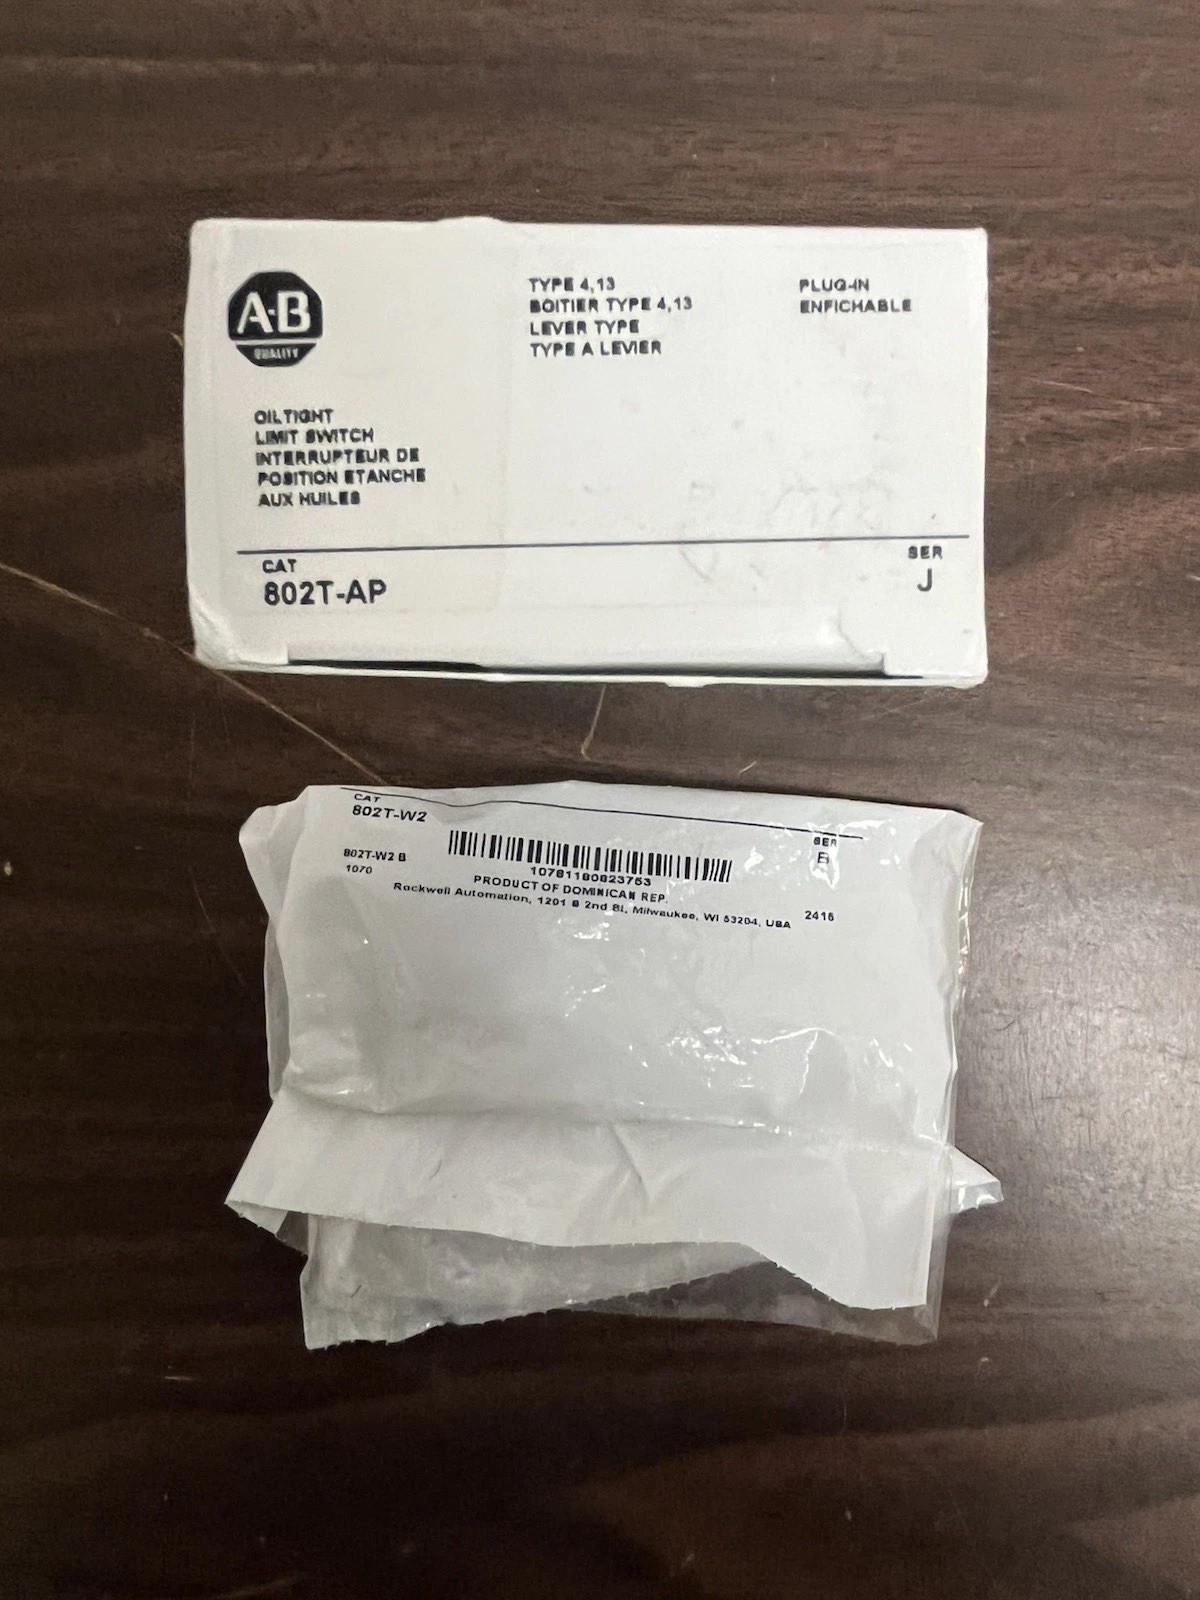 A-B
QUALITY
TYPE 4,13
BOITIER TYPE 4,13
LEVER TYPE
TYPE A LEVIER
PLUG-IN
ENFICHABLE
OILTIGHT
LIMIT SWITCH
INTERRUPTEUR DE
POSITION ETANCHE
AUX HUILES
CAT
802T-AP
SER
J
CAT
802T-W2
SER
B
802T-W2 B
1070
10781180823753
PRODUCT OF DOMINICAN REP.
Rockwell Automation, 1201 S 2nd St, Milwaukee, WI 53204, USA
2416